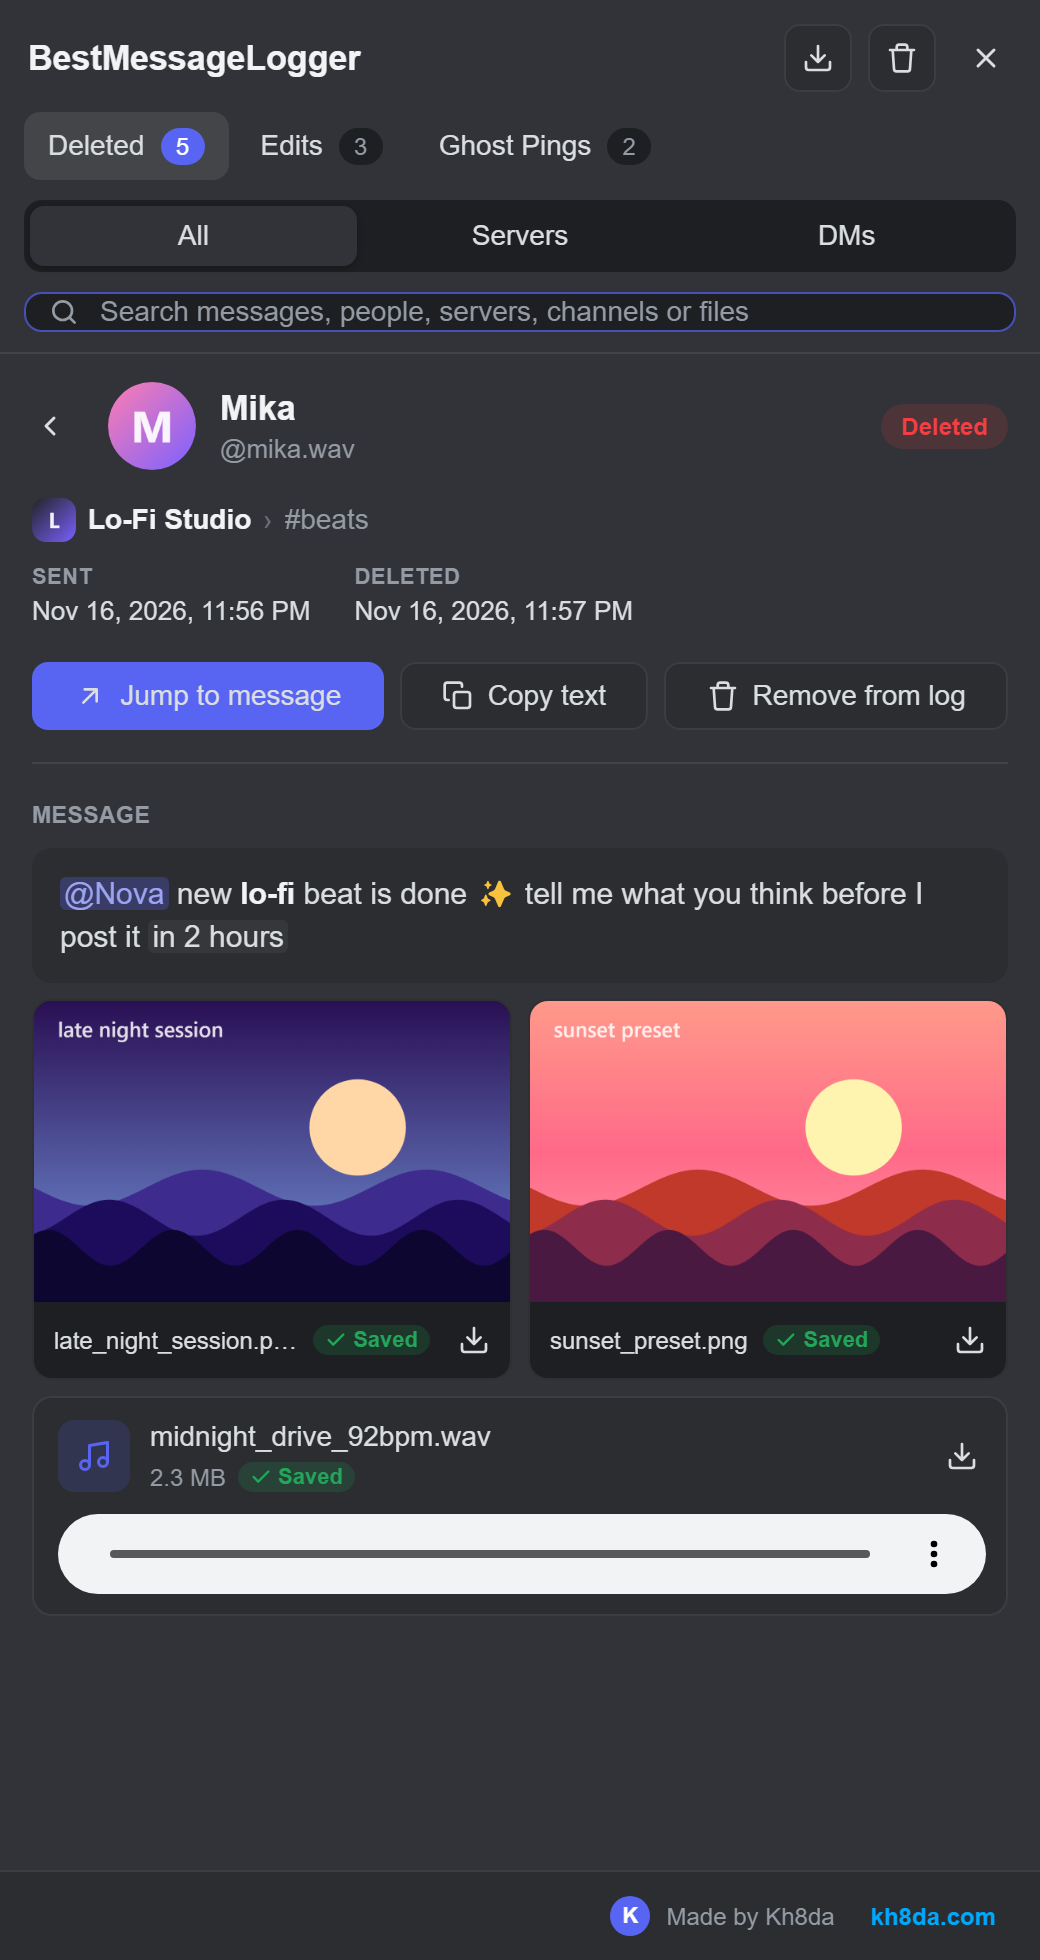 BestMessageLogger
Deleted 5 Edits 3 Ghost Pings 2
All Servers DMs
Search messages, people, servers, channels or files
M
Mika
@mika.wav
Deleted
L Lo-Fi Studio › #beats
SENT DELETED
Nov 16, 2026, 11:56 PM Nov 16, 2026, 11:57 PM
Jump to message Copy text Remove from log
MESSAGE
@Nova new lo-fi beat is done ✨ tell me what you think before I
post it in 2 hours
late night session sunset preset
late_night_session.p... Saved sunset_preset.png Saved
midnight_drive_92bpm.wav
2.3 MB Saved
K Made by Kh8da kh8da.com